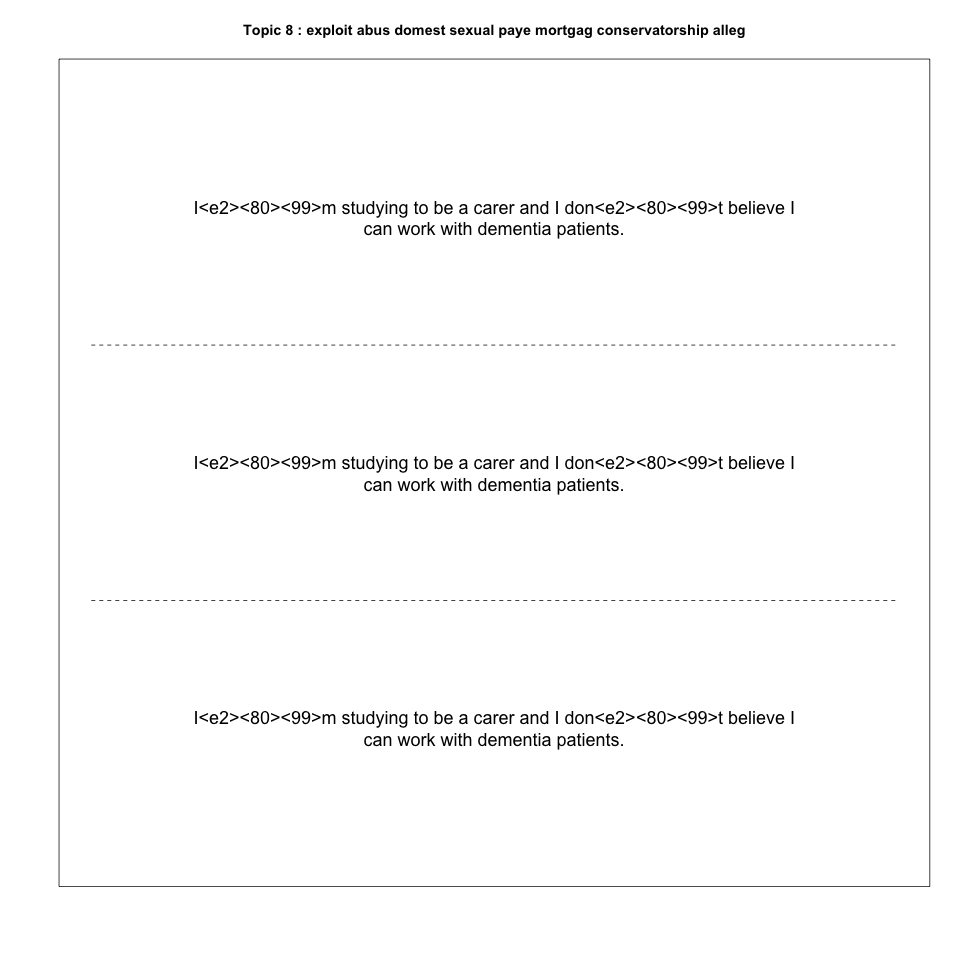 Topic 8 : exploit abus domest sexual paye mortgag conservatorship alleg
I<e2><80><99>m studying to be a carer and I don<e2><80><99>t believe I
can work with dementia patients.
I<e2><80><99>m studying to be a carer and I don<e2><80><99>t believe I
can work with dementia patients.
I<e2><80><99>m studying to be a carer and I don<e2><80><99>t believe I
can work with dementia patients.